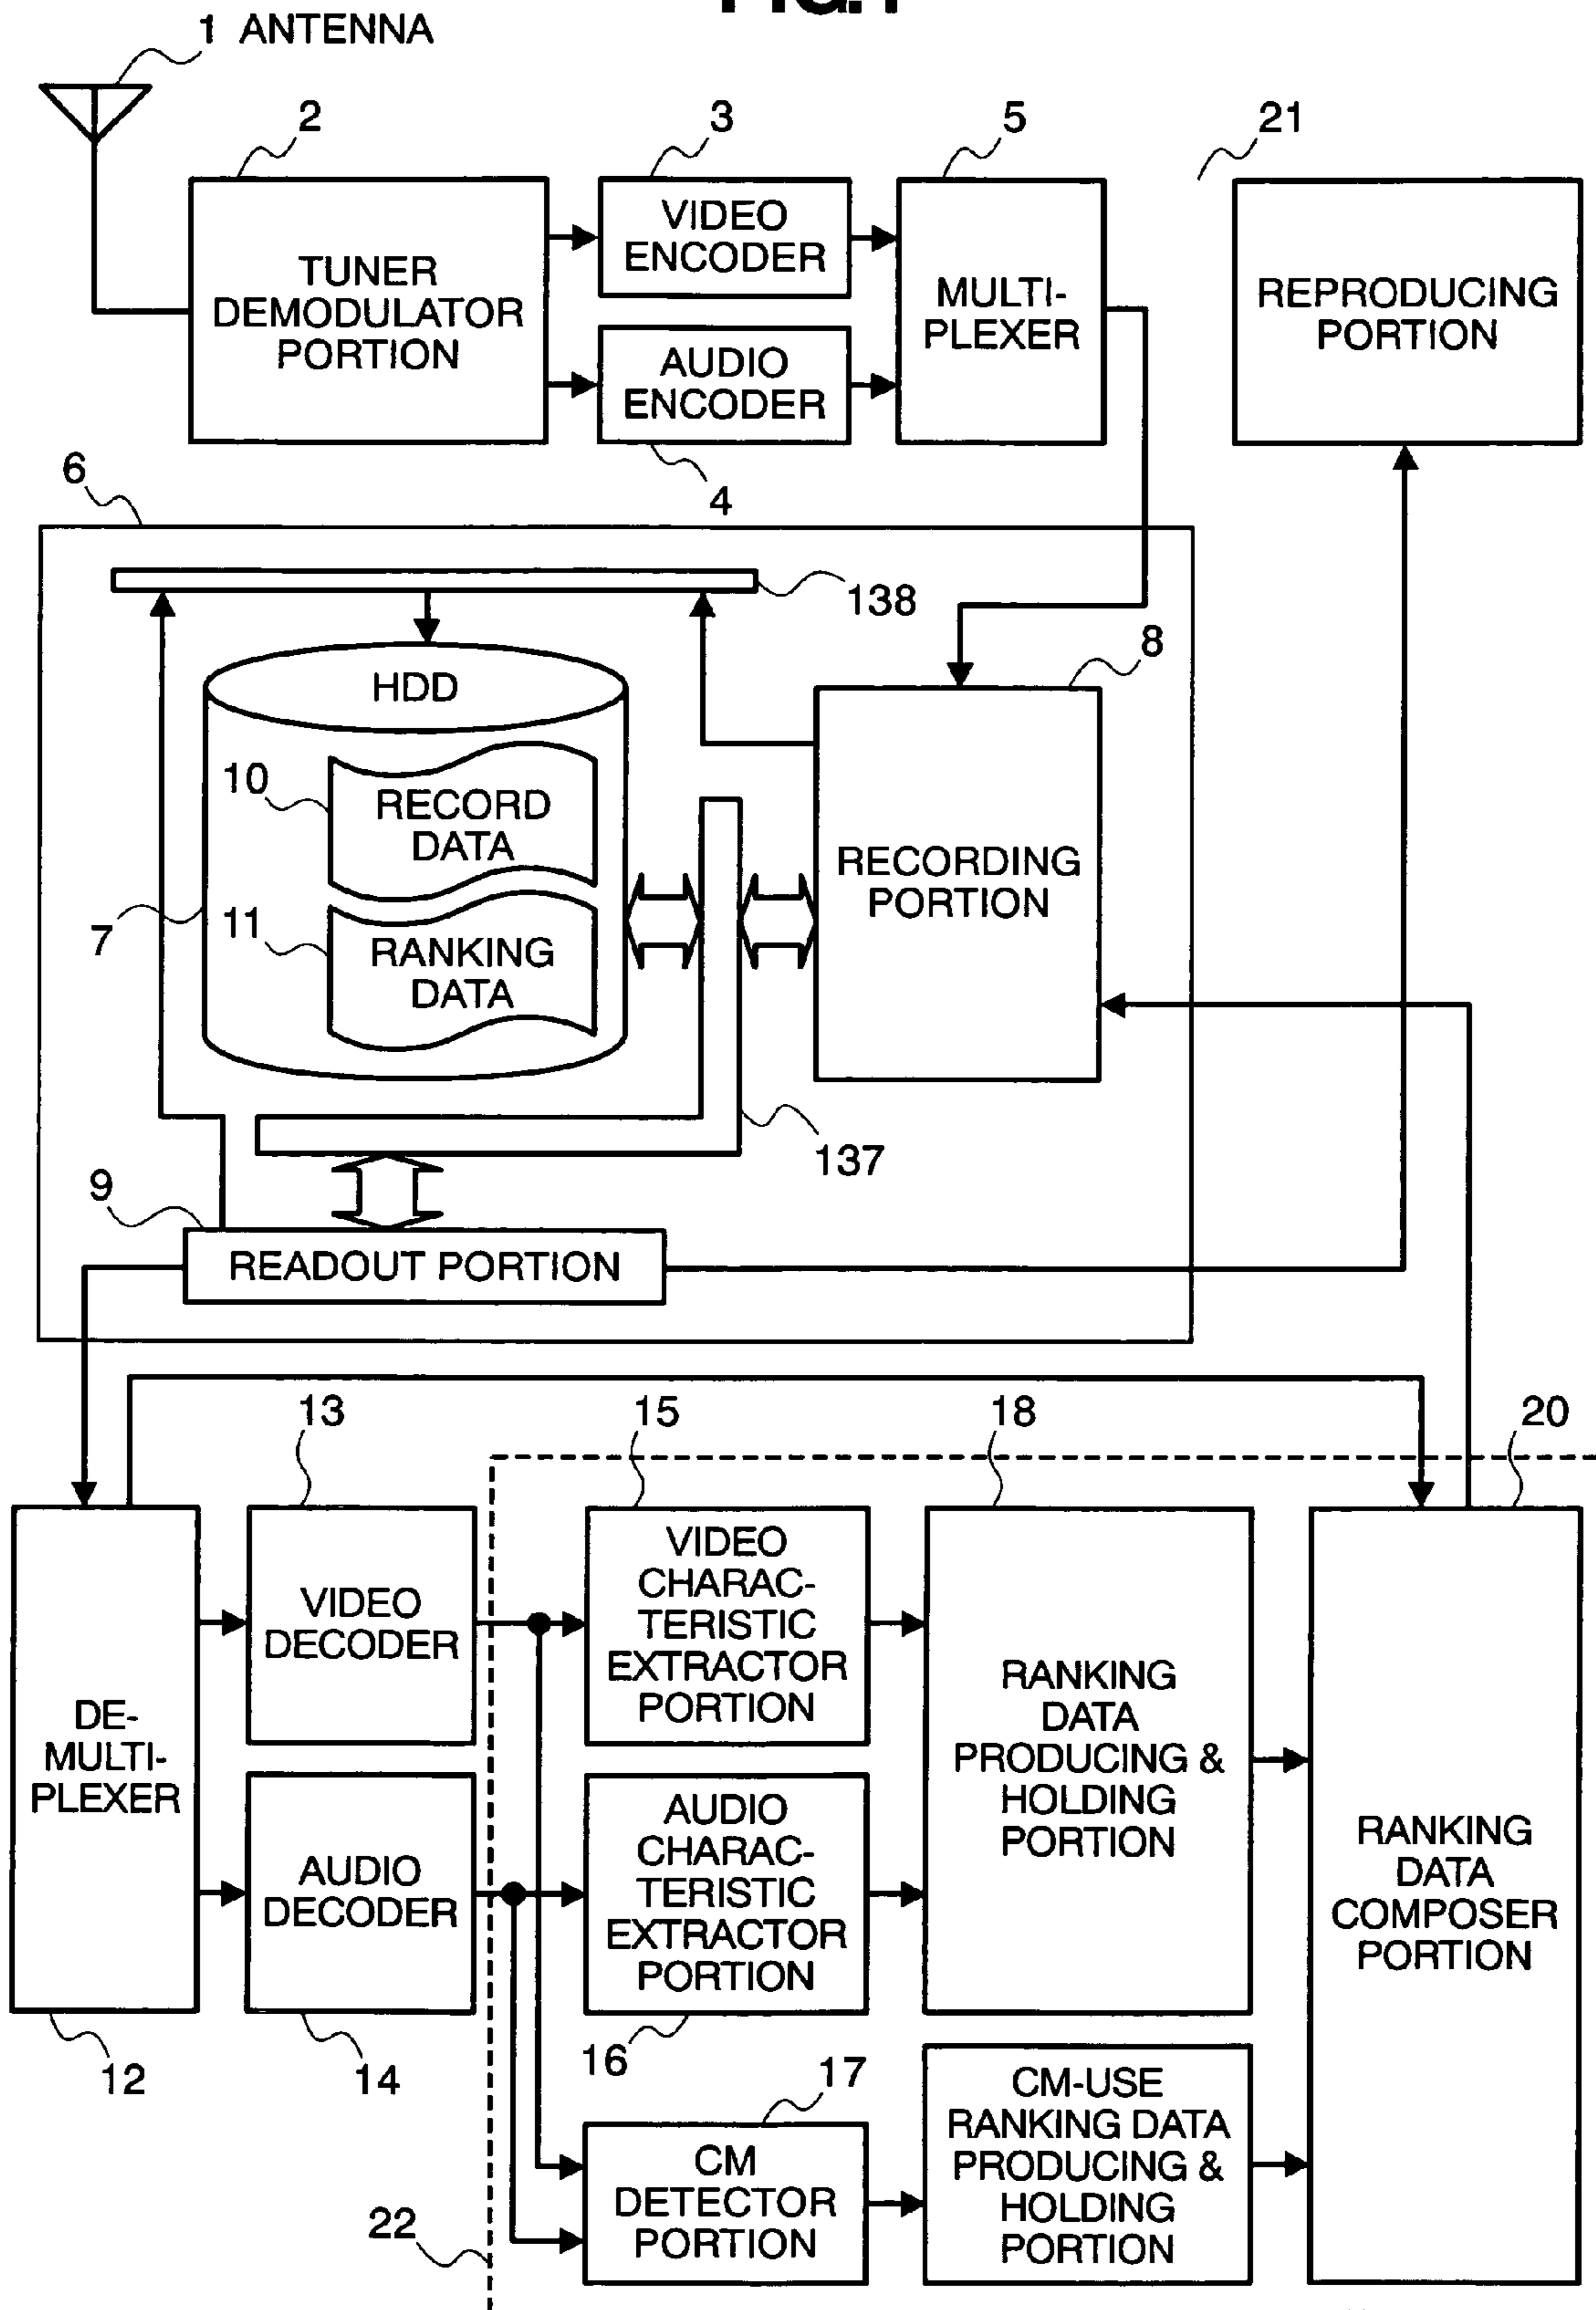 1 ANTENNA
2
3
5
21
TUNER
DEMODULATOR
PORTION
VIDEO
ENCODER
AUDIO
ENCODER
MULTI-
PLEXER
REPRODUCING
PORTION
4
6
138
8
HDD
10
RECORD
DATA
7
11
RANKING
DATA
RECORDING
PORTION
137
9
READOUT PORTION
13
15
18
20
DE-
MULTI-
PLEXER
VIDEO
DECODER
AUDIO
DECODER
VIDEO
CHARAC-
TERISTIC
EXTRACTOR
PORTION
AUDIO
CHARAC-
TERISTIC
EXTRACTOR
PORTION
RANKING
DATA
PRODUCING &
HOLDING
PORTION
RANKING
DATA
COMPOSER
PORTION
12
14
16
17
CM
DETECTOR
PORTION
CM-USE
RANKING DATA
PRODUCING &
HOLDING
PORTION
22